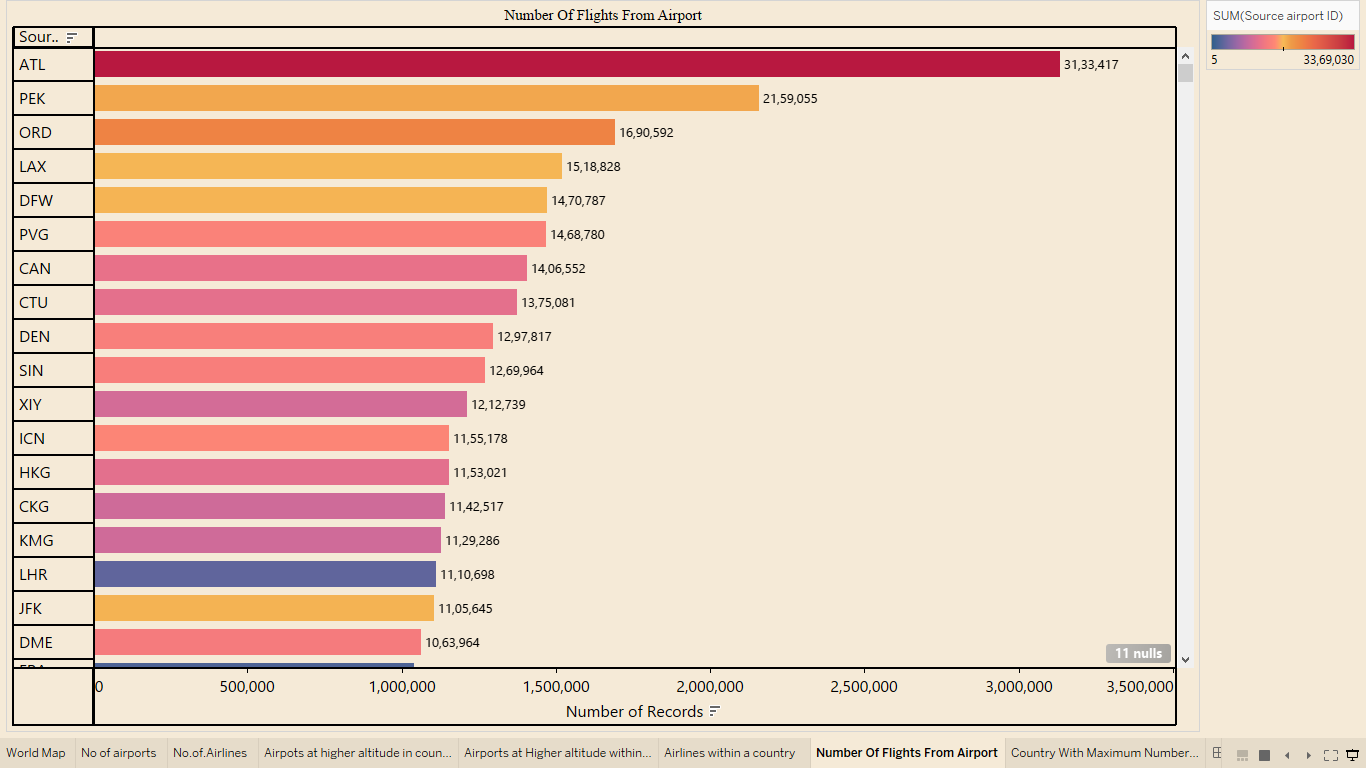 Number Of Flights From Airport
SUM(Source airport ID)
5 33,69,030
Sour..
ATL 31,33,417
PEK 21,59,055
ORD 16,90,592
LAX 15,18,828
DFW 14,70,787
PVG 14,68,780
CAN 14,06,552
CTU 13,75,081
DEN 12,97,817
SIN 12,69,964
XIY 12,12,739
ICN 11,55,178
HKG 11,53,021
CKG 11,42,517
KMG 11,29,286
LHR 11,10,698
JFK 11,05,645
DME 10,63,964
11 nulls
0 500,000 1,000,000 1,500,000 2,000,000 2,500,000 3,000,000 3,500,000
Number of Records
World Map No of airports No.of.Airlines Airpots at higher altitude in coun... Airports at Higher altitude within... Airlines within a country Number Of Flights From Airport Country With Maximum Number...